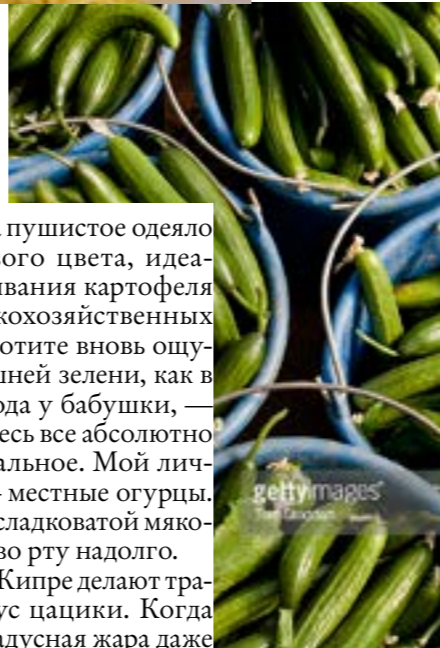 пушистое одеяло
ого цвета, идеа-
ивания картофеля
кохозяйственных
отите вновь ощу-
шней зелени, как в
ода у бабушки, —
есь все абсолютно
альное. Мой лич-
- местные огурцы.
сладковатой мяко-
во рту надолго.
Кипре делают тра-
ус цацики. Когда
адусная жара даже
gettyimages®